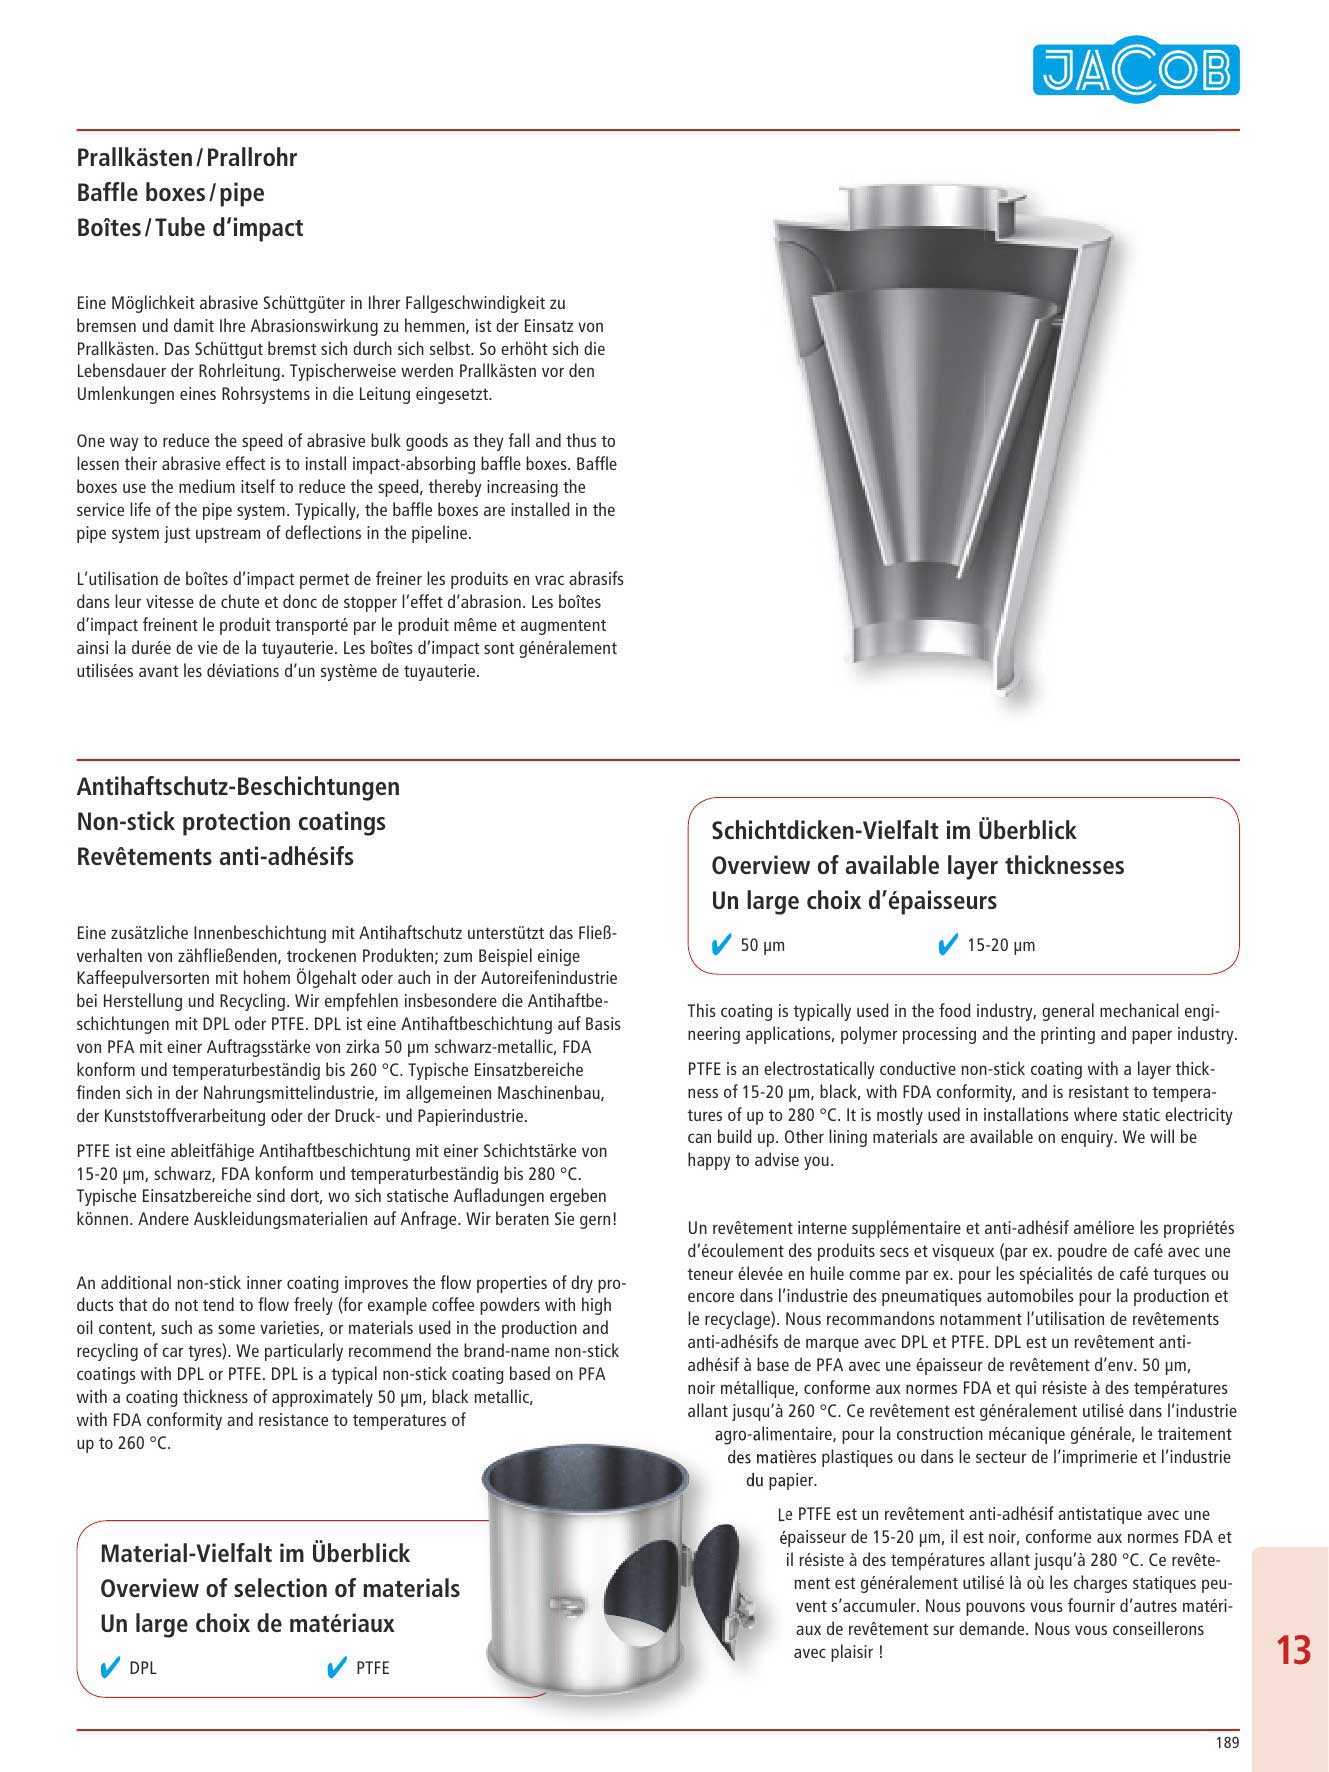 JACOB
Prallkästen / Prallrohr
Baffle boxes / pipe
Boîtes / Tube d‘impact
Eine Möglichkeit abrasive Schüttgüter in Ihrer Fallgeschwindigkeit zu
bremsen und damit Ihre Abrasionswirkung zu hemmen, ist der Einsatz von
Prallkästen. Das Schüttgut bremst sich durch sich selbst. So erhöht sich die
Lebensdauer der Rohrleitung. Typischerweise werden Prallkästen vor den
Umlenkungen eines Rohrsystems in die Leitung eingesetzt.
One way to reduce the speed of abrasive bulk goods as they fall and thus to
lessen their abrasive effect is to install impact-absorbing baffle boxes. Baffle
boxes use the medium itself to reduce the speed, thereby increasing the
service life of the pipe system. Typically, the baffle boxes are installed in the
pipe system just upstream of deflections in the pipeline.
L‘utilisation de boîtes d’impact permet de freiner les produits en vrac abrasifs
dans leur vitesse de chute et donc de stopper l’effet d’abrasion. Les boîtes
d’impact freinent le produit transporté par le produit même et augmentent
ainsi la durée de vie de la tuyauterie. Les boîtes d’impact sont généralement
utilisées avant les déviations d’un système de tuyauterie.
Antihaftschutz-Beschichtungen
Non-stick protection coatings
Revêtements anti-adhésifs
Eine zusätzliche Innenbeschichtung mit Antihaftschutz unterstützt das Fließ-
verhalten von zähfließenden, trockenen Produkten; zum Beispiel einige
Kaffeepulversorten mit hohem Ölgehalt oder auch in der Autoreifenindustrie
bei Herstellung und Recycling. Wir empfehlen insbesondere die Antihaftbe-
schichtungen mit DPL oder PTFE. DPL ist eine Antihaftbeschichtung auf Basis
von PFA mit einer Auftragsstärke von zirka 50 µm schwarz-metallic, FDA
konform und temperaturbeständig bis 260 °C. Typische Einsatzbereiche
finden sich in der Nahrungsmittelindustrie, im allgemeinen Maschinenbau,
der Kunststoffverarbeitung oder der Druck- und Papierindustrie.
PTFE ist eine ableitfähige Antihaftbeschichtung mit einer Schichtstärke von
15-20 µm, schwarz, FDA konform und temperaturbeständig bis 280 °C.
Typische Einsatzbereiche sind dort, wo sich statische Aufladungen ergeben
können. Andere Auskleidungsmaterialien auf Anfrage. Wir beraten Sie gern!
An additional non-stick inner coating improves the flow properties of dry pro-
ducts that do not tend to flow freely (for example coffee powders with high
oil content, such as some varieties, or materials used in the production and
recycling of car tyres). We particularly recommend the brand-name non-stick
coatings with DPL or PTFE. DPL is a typical non-stick coating based on PFA
with a coating thickness of approximately 50 µm, black metallic,
with FDA conformity and resistance to temperatures of
up to 260 °C.
Material-Vielfalt im Überblick
Overview of selection of materials
Un large choix de matériaux
✔ DPL ✔ PTFE
Schichtdicken-Vielfalt im Überblick
Overview of available layer thicknesses
Un large choix d’épaisseurs
✔ 50 µm ✔ 15-20 µm
This coating is typically used in the food industry, general mechanical engi-
neering applications, polymer processing and the printing and paper industry.
PTFE is an electrostatically conductive non-stick coating with a layer thick-
ness of 15-20 µm, black, with FDA conformity, and is resistant to tempera-
tures of up to 280 °C. It is mostly used in installations where static electricity
can build up. Other lining materials are available on enquiry. We will be
happy to advise you.
Un revêtement interne supplémentaire et anti-adhésif améliore les propriétés
d’écoulement des produits secs et visqueux (par ex. poudre de café avec une
teneur élevée en huile comme par ex. pour les spécialités de café turques ou
encore dans l’industrie des pneumatiques automobiles pour la production et
le recyclage). Nous recommandons notamment l’utilisation de revêtements
anti-adhésifs de marque avec DPL et PTFE. DPL est un revêtement anti-
adhésif à base de PFA avec une épaisseur de revêtement d’env. 50 µm,
noir métallique, conforme aux normes FDA et qui résiste à des températures
allant jusqu’à 260 °C. Ce revêtement est généralement utilisé dans l’industrie
agro-alimentaire, pour la construction mécanique générale, le traitement
des matières plastiques ou dans le secteur de l’imprimerie et l’industrie
du papier.
Le PTFE est un revêtement anti-adhésif antistatique avec une
épaisseur de 15-20 µm, il est noir, conforme aux normes FDA et
il résiste à des températures allant jusqu’à 280 °C. Ce revête-
ment est généralement utilisé là où les charges statiques peu-
vent s’accumuler. Nous pouvons vous fournir d’autres matéri-
aux de revêtement sur demande. Nous vous conseillerons
avec plaisir !
13
189